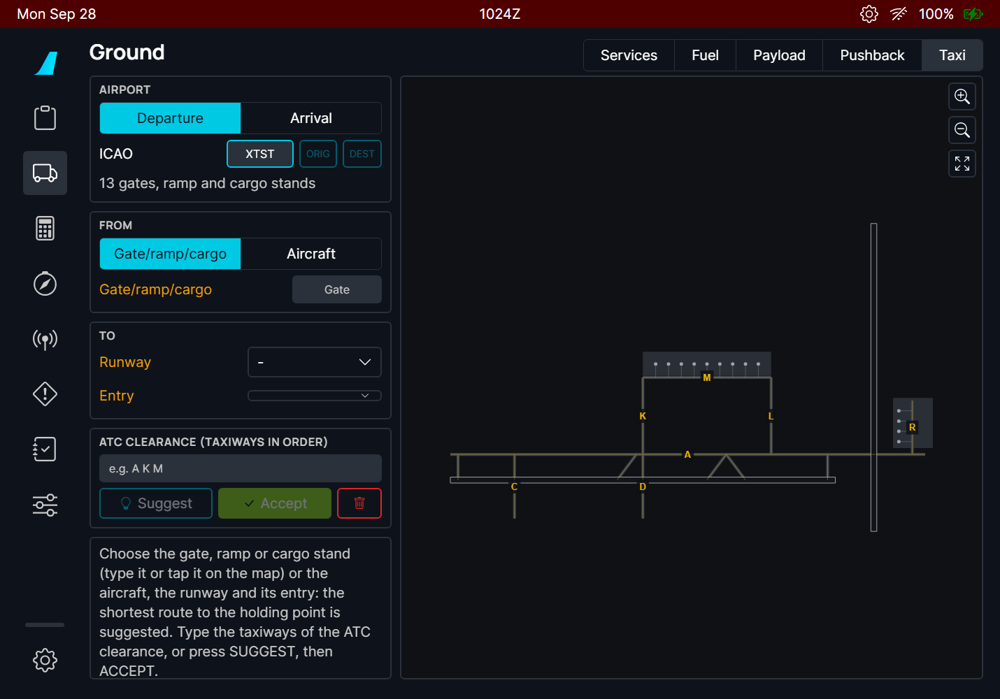 Mon Sep 28
1024Z
100%
Ground
Services
Fuel
Payload
Pushback
Taxi
AIRPORT
Departure
Arrival
ICAO
XTST
ORIG
DEST
13 gates, ramp and cargo stands
FROM
Gate/ramp/cargo
Aircraft
Gate/ramp/cargo
Gate
TO
Runway
-
Entry
ATC CLEARANCE (TAXIWAYS IN ORDER)
e.g. A K M
Suggest
Accept
Choose the gate, ramp or cargo stand
(type it or tap it on the map) or the
aircraft, the runway and its entry: the
shortest route to the holding point is
suggested. Type the taxiways of the ATC
clearance, or press SUGGEST, then
ACCEPT.
M
K
L
R
A
C
D